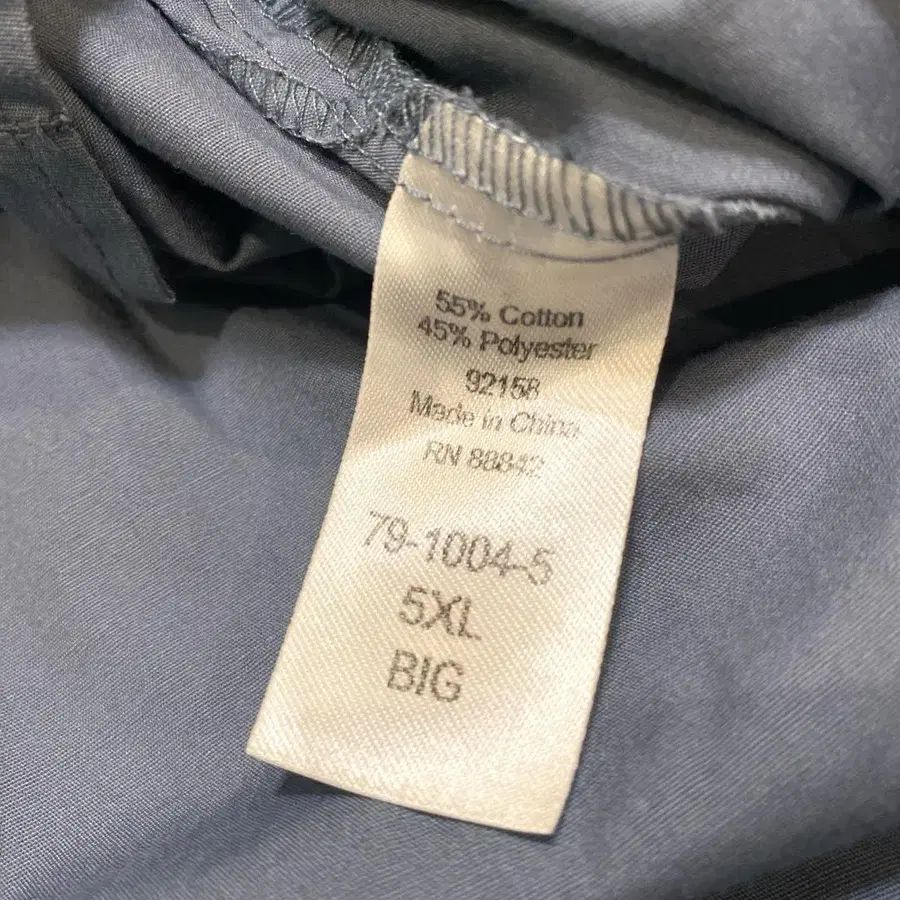 55% Cotton
45% Polyester
92158
Made in China
RN 88842
79-1004-5
5XL
BIG